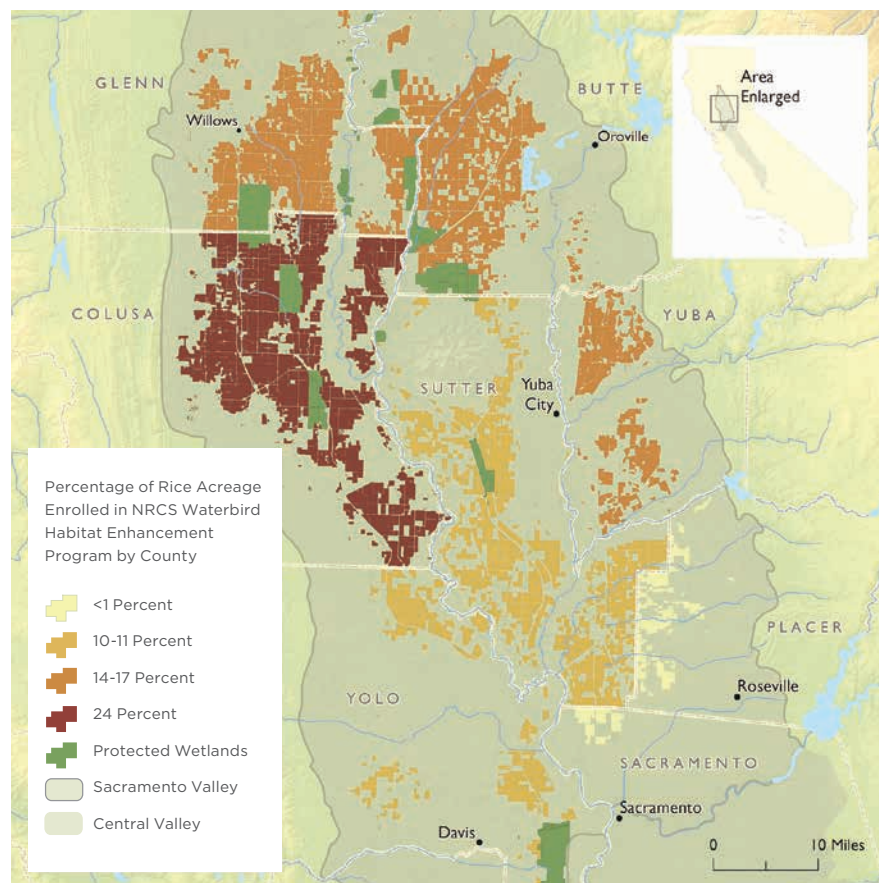 GLENN
BUTTE
Area
Enlarged
Willows
Oroville
COLUSA
YUBA
SUTTER
Yuba
City
Percentage of Rice Acreage
Enrolled in NRCS Waterbird
Habitat Enhancement
Program by County
<1 Percent
10-11 Percent
14-17 Percent
24 Percent
Protected Wetlands
Sacramento Valley
Central Valley
PLACER
Roseville
YOLO
SACRAMENTO
Sacramento
Davis
0
10 Miles